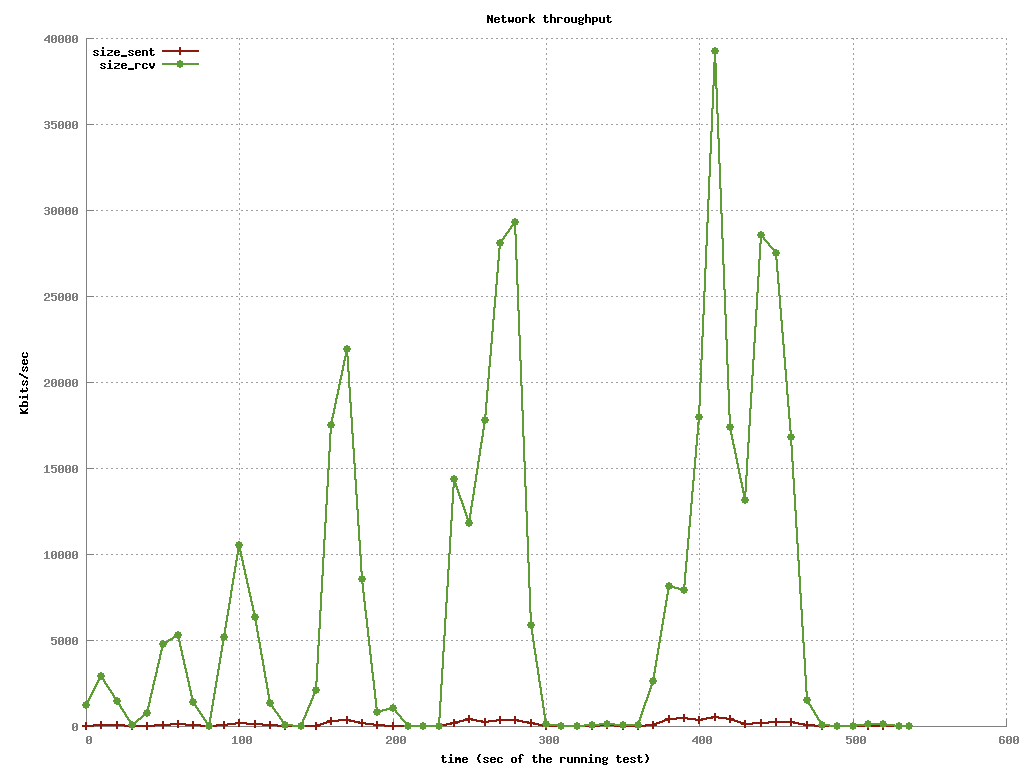 Network throughput
size_sent
size_rcv
40000
35000
30000
25000
20000
15000
10000
5000
0
Kbits/sec
0 100 200 300 400 500 600
time (sec of the running test)